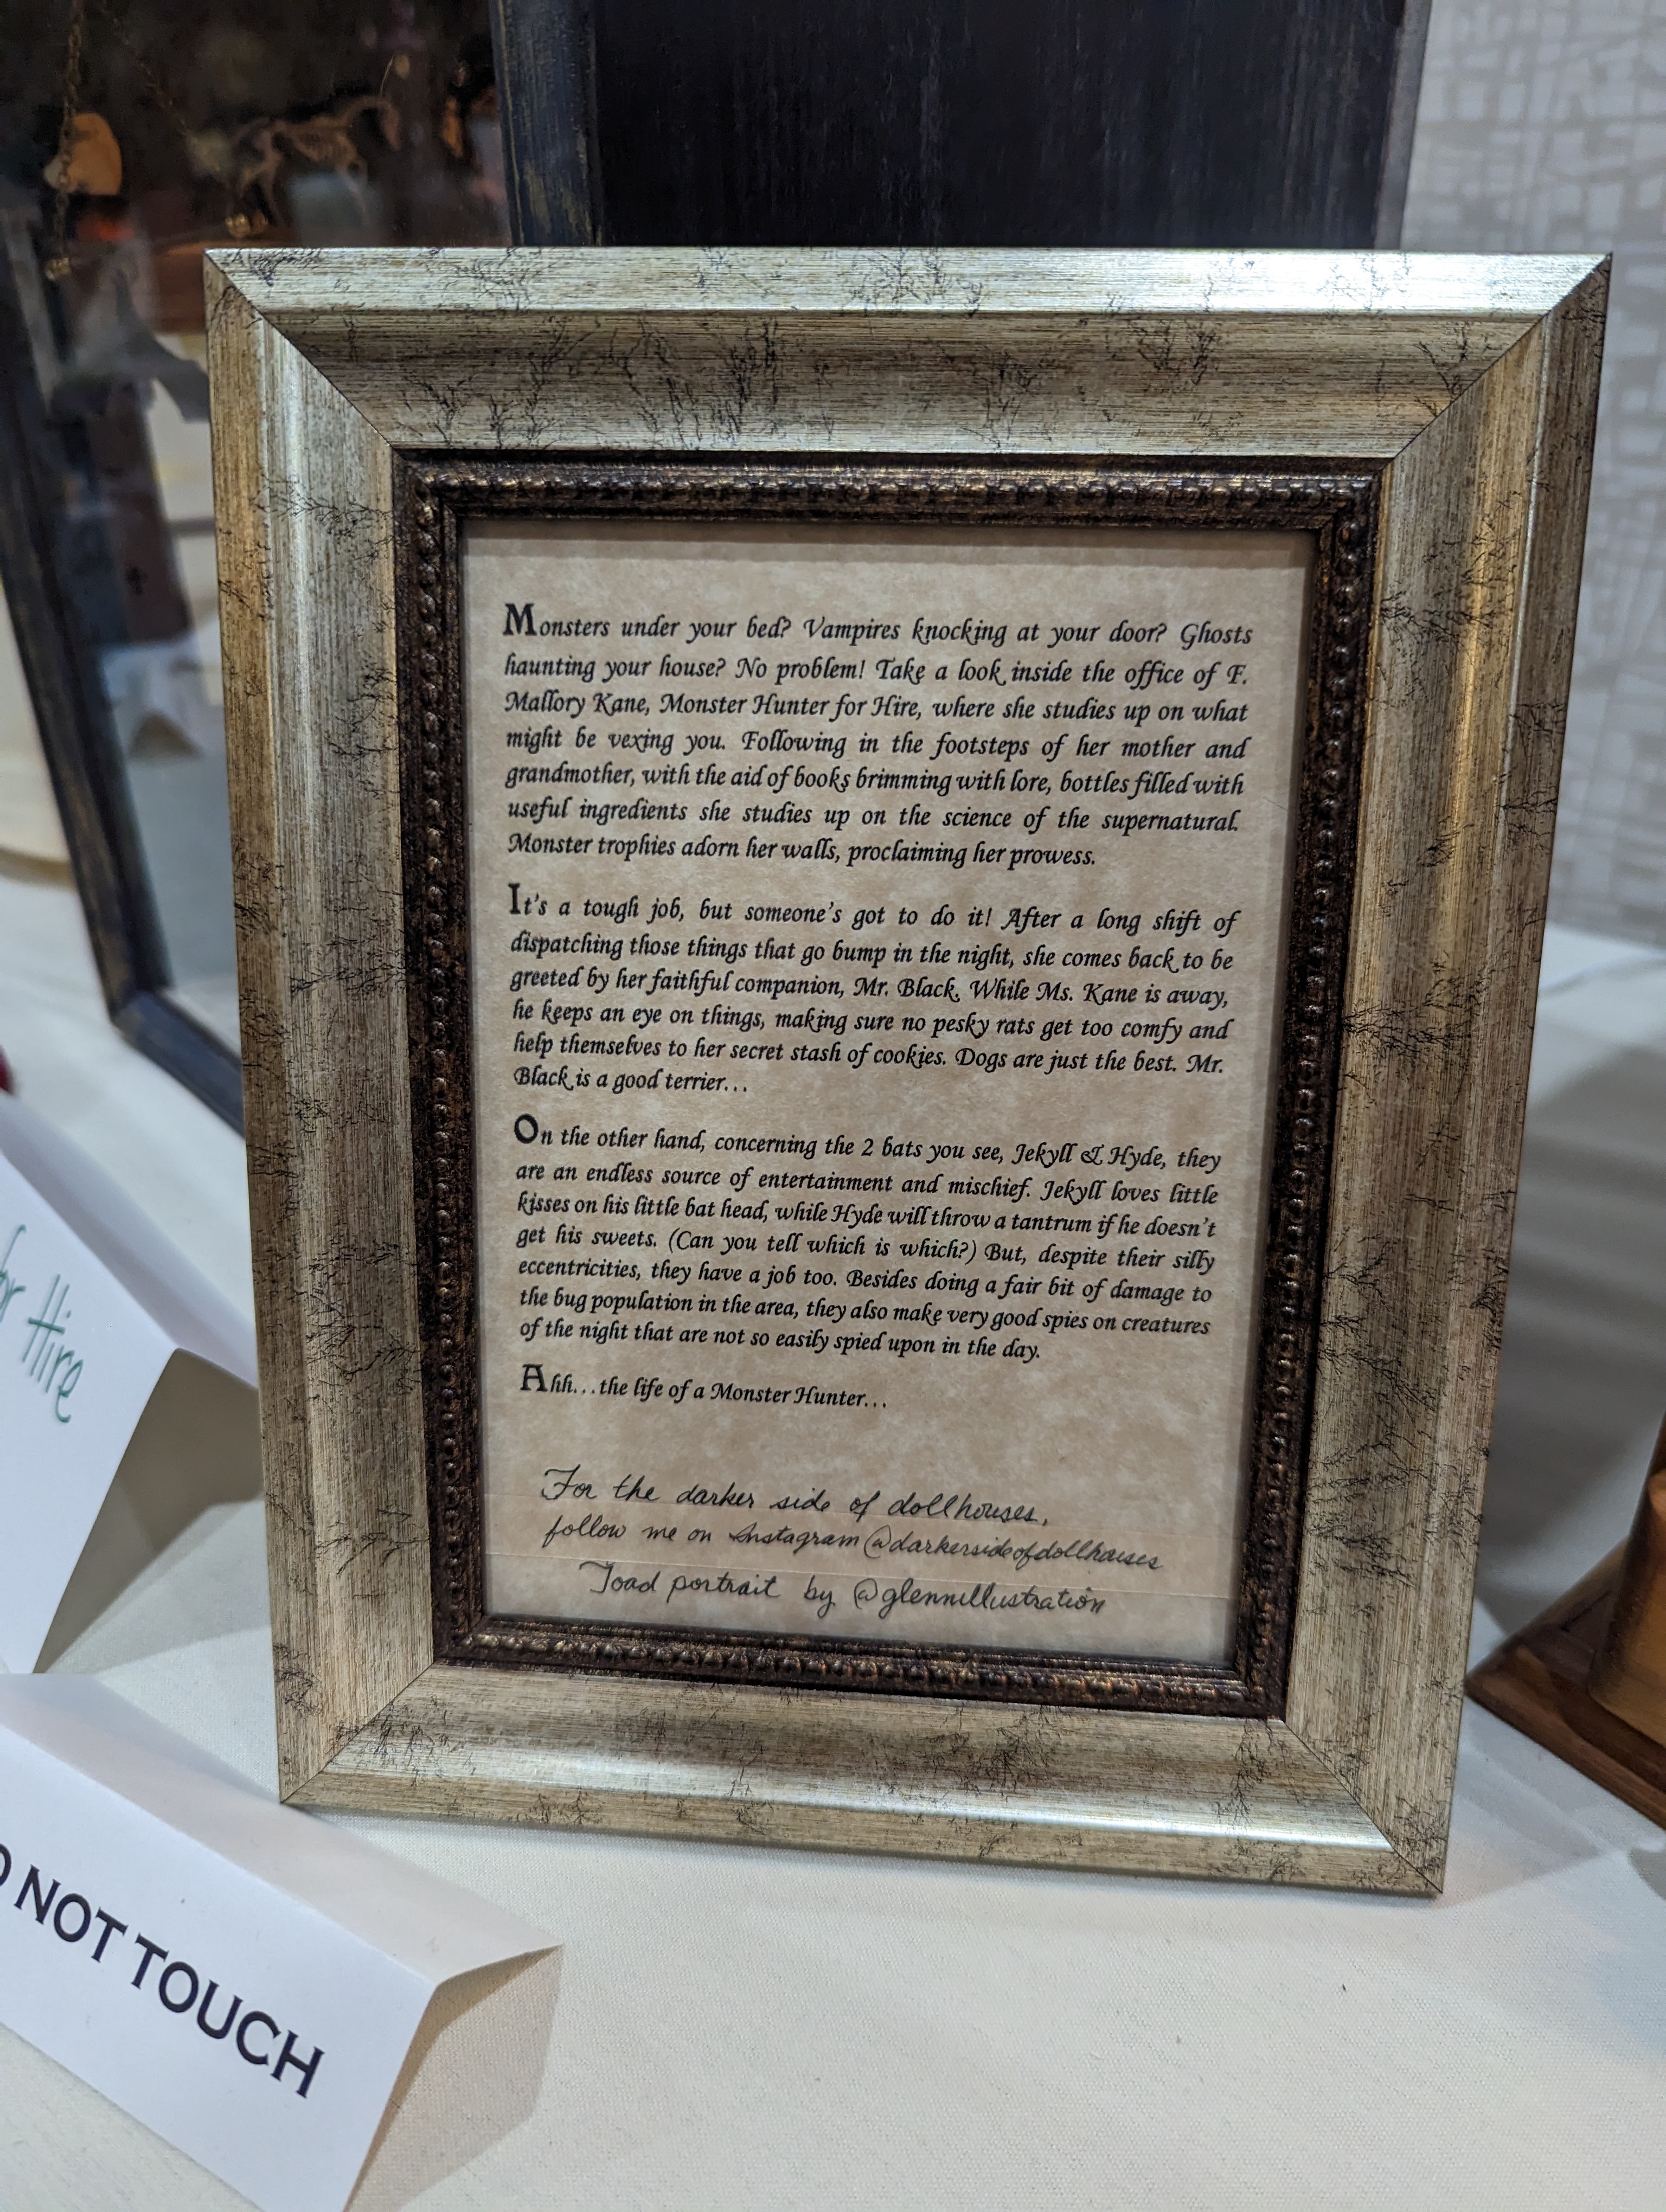 Monsters under your bed? Vampires knocking at your door? Ghosts
haunting your house? No problem! Take a look inside the office of F.
Mallory Kane, Monster Hunter for Hire, where she studies up on what
might be vexing you. Following in the footsteps of her mother and
grandmother, with the aid of books brimming with lore, bottles filled with
useful ingredients she studies up on the science of the supernatural.
Monster trophies adorn her walls, proclaiming her prowess.
It's a tough job, but someone's got to do it! After a long shift of
dispatching those things that go bump in the night, she comes back to be
greeted by her faithful companion, Mr. Black. While Ms. Kane is away,
he keeps an eye on things, making sure no pesky rats get too comfy and
help themselves to her secret stash of cookies. Dogs are just the best. Mr.
Black is a good terrier...
On the other hand, concerning the 2 bats you see, Jekyll & Hyde, they
are an endless source of entertainment and mischief. Jekyll loves little
kisses on his little bat head, while Hyde will throw a tantrum if he doesn't
get his sweets. (Can you tell which is which?) But, despite their silly
eccentricities, they have a job too. Besides doing a fair bit of damage to
the bug population in the area, they also make very good spies on creatures
of the night that are not so easily spied upon in the day.
Ahh...the life of a Monster Hunter...
For the darker side of dollhouses,
follow me on Instagram @darkersideofdollhouses
Toad portrait by @glennillustration
for Hire
NOT TOUCH